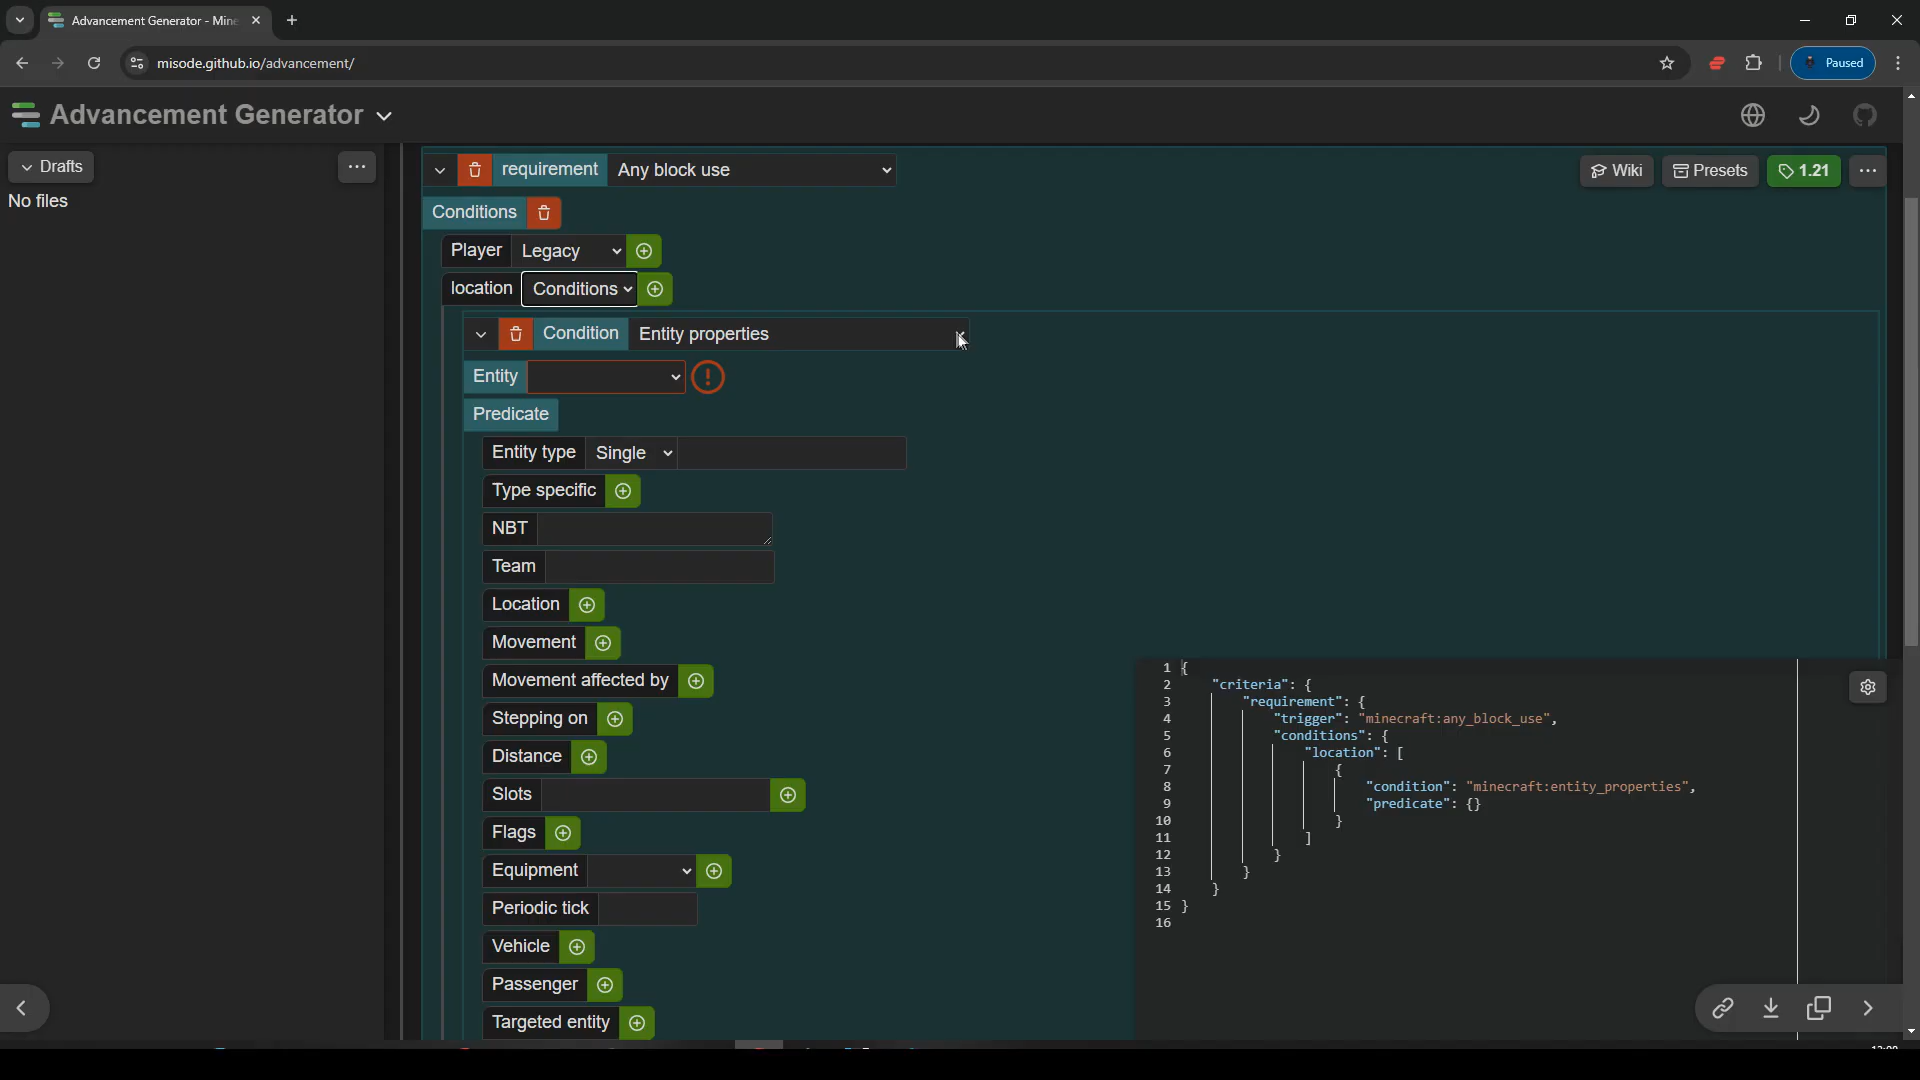 Advancement Generator - Mine
misode.github.io/advancement/
Paused
Advancement Generator
Drafts
No files
requirement Any block use
Wiki Presets 1.21
Conditions
Player Legacy
location Conditions
Condition Entity properties
Entity
Predicate
Entity type Single
Type specific
NBT
Team
Location
Movement
Movement affected by
Stepping on
Distance
Slots
Flags
Equipment
Periodic tick
Vehicle
Passenger
Targeted entity
1 {
2 "criteria": {
3 "requirement": {
4 "trigger": "minecraft:any_block_use",
5 "conditions": {
6 "location": [
7 {
8 "condition": "minecraft:entity_properties",
9 "predicate": {}
10 }
11 ]
12 }
13 }
14 }
15 }
16